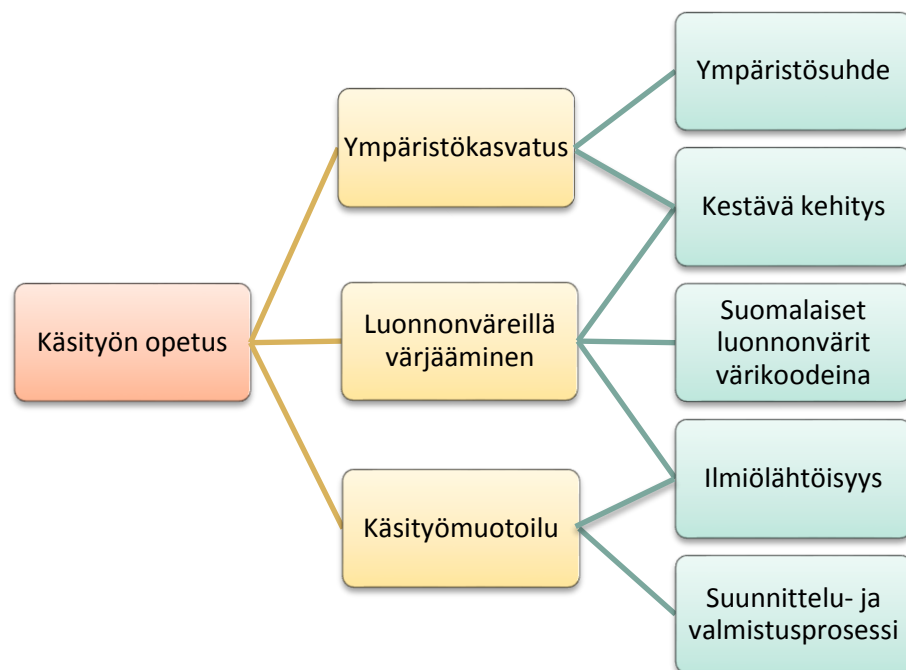 Käsityön opetus
Ympäristökasvatus
Luonnonväreillä
värjääminen
Käsityömuotoilu
Ympäristösuhde
Kestävä kehitys
Suomalaiset
luonnonvärit
värikoodeina
Ilmiölähtöisyys
Suunnittelu- ja
valmistusprosessi